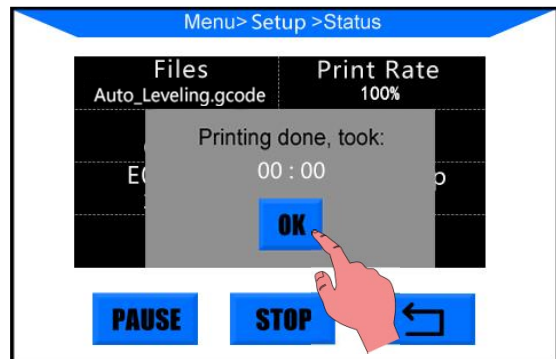 Menu> Setup >Status
Files Print Rate
Auto_Leveling.gcode 100%
Printing done, took:
00 : 00
OK
PAUSE STOP